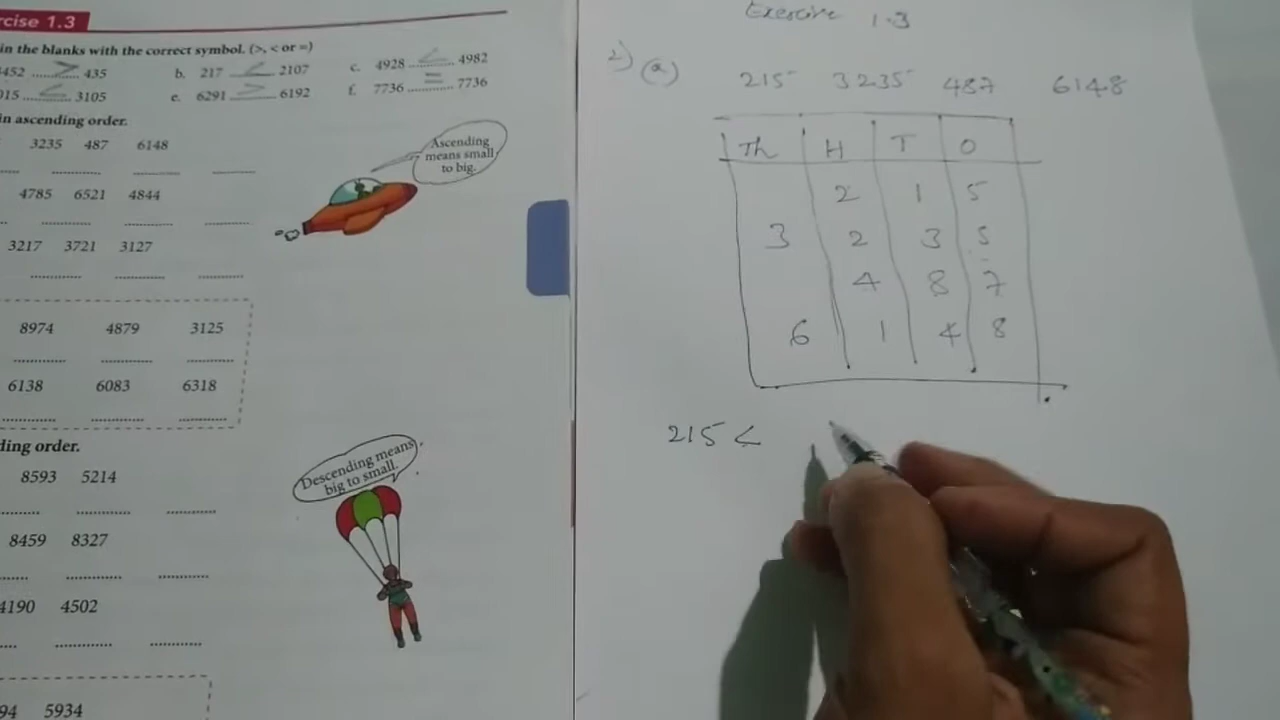 rcise 1.3
in the blanks with the correct symbol. (>, < or =)
3452 > 435 b. 217 < 2107 c. 4928 < 4982
015 < 3105 e. 6291 > 6192 f. 7736 = 7736
in ascending order.
3235 487 6148
4785 6521 4844
3217 3721 3127
8974 4879 3125
6138 6083 6318
ding order.
8593 5214
8459 8327
4190 4502
94 5934
Ascending
means small
to big.
Descending means
big to small.
Exercise 1.3
2) (a) 215 3235 487 6148
Th H T O
2 1 5
3 2 3 5
4 8 7
6 1 4 8
215 <